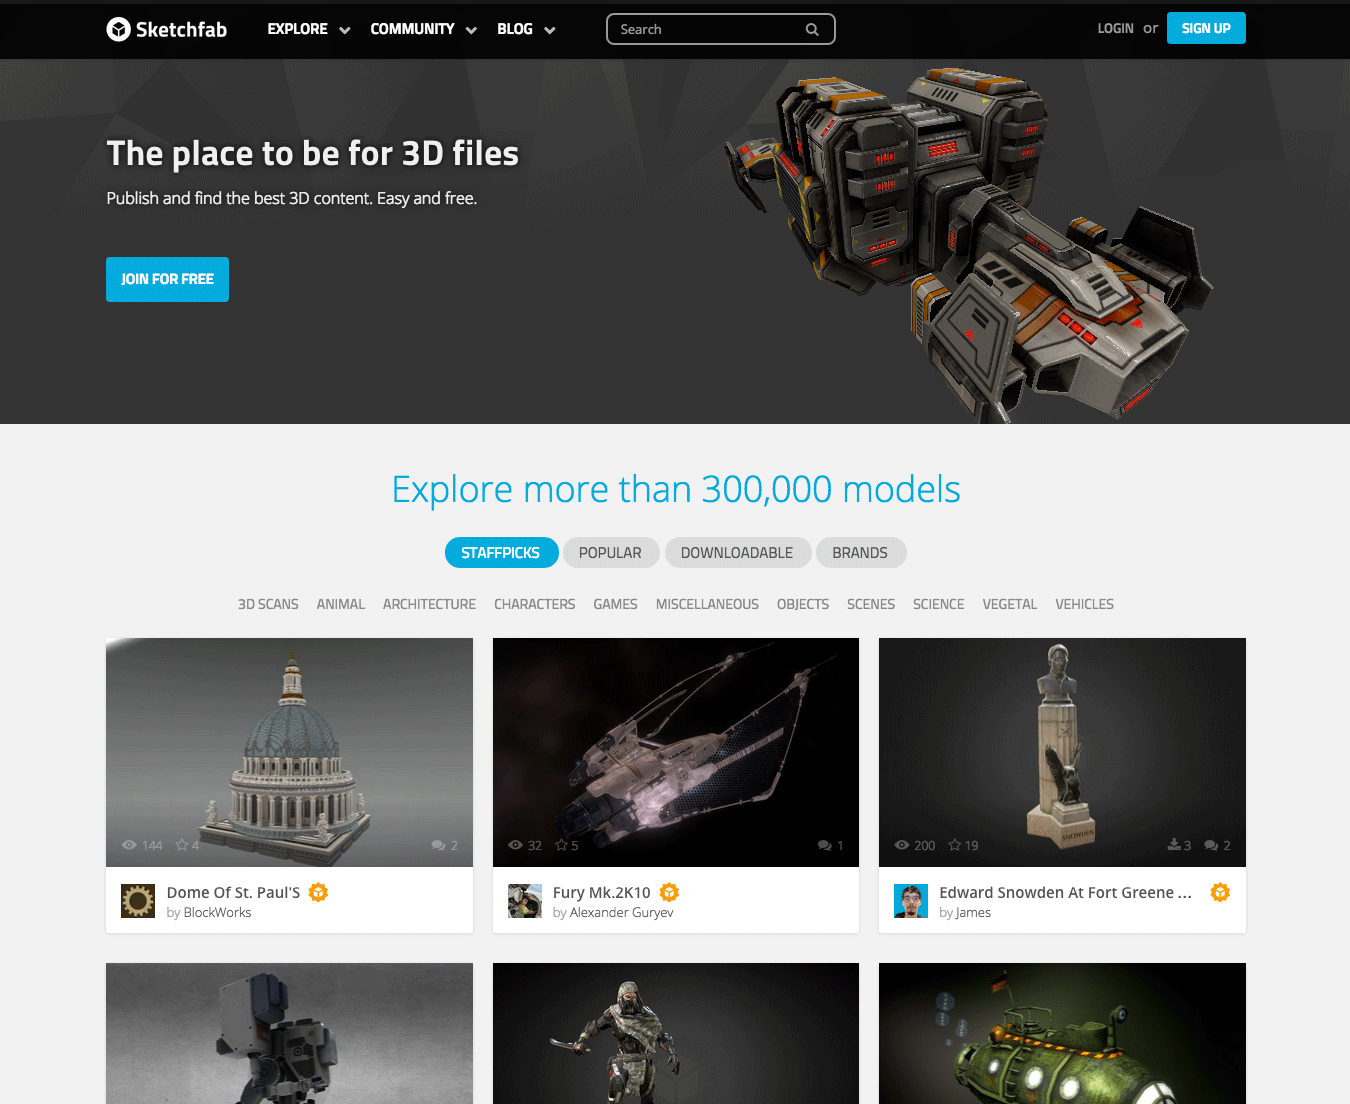 Sketchfab EXPLORE COMMUNITY BLOG Search LOGIN or SIGN UP
The place to be for 3D files
Publish and find the best 3D content. Easy and free.
JOIN FOR FREE
Explore more than 300,000 models
STAFFPICKS POPULAR DOWNLOADABLE BRANDS
3D SCANS ANIMAL ARCHITECTURE CHARACTERS GAMES MISCELLANEOUS OBJECTS SCENES SCIENCE VEGETAL VEHICLES
SNOWDEN
144 4 2 32 5 1 200 19 3 2
Dome Of St. Paul'S Fury Mk.2K10 Edward Snowden At Fort Greene ...
by BlockWorks by Alexander Guryev by James